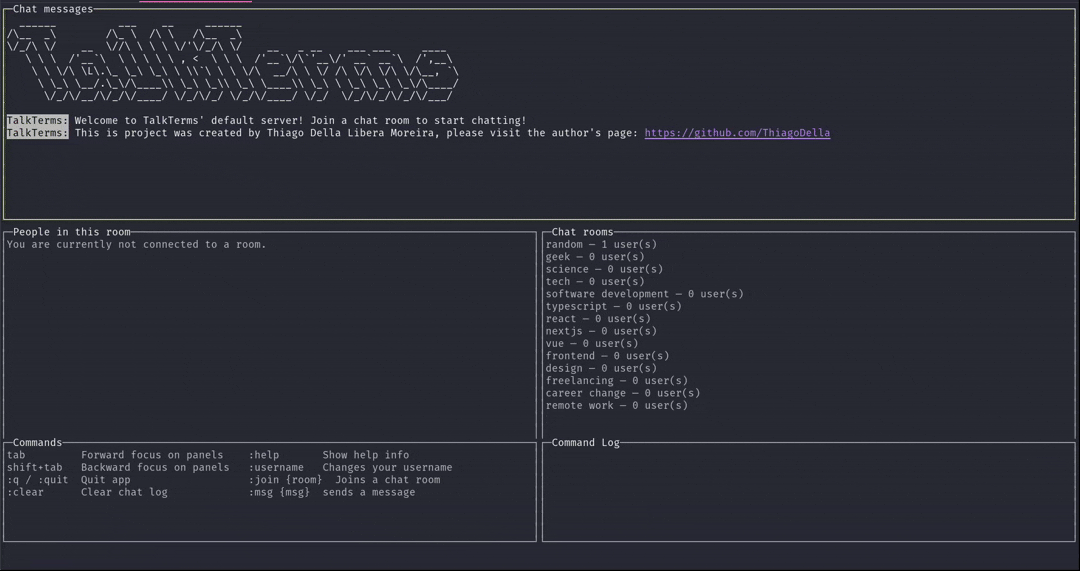 Chat messages
TalkTerms
TalkTerms: Welcome to TalkTerms' default server! Join a chat room to start chatting!
TalkTerms: This is project was created by Thiago Della Libera Moreira, please visit the author's page: https://github.com/ThiagoDella
People in this room
You are currently not connected to a room.
Chat rooms
random – 1 user(s)
geek – 0 user(s)
science – 0 user(s)
tech – 0 user(s)
software development – 0 user(s)
typescript – 0 user(s)
react – 0 user(s)
nextjs – 0 user(s)
vue – 0 user(s)
frontend – 0 user(s)
design – 0 user(s)
freelancing – 0 user(s)
career change – 0 user(s)
remote work – 0 user(s)
Commands
tab Forward focus on panels :help Show help info
shift+tab Backward focus on panels :username Changes your username
:q / :quit Quit app :join {room} Joins a chat room
:clear Clear chat log :msg {msg} sends a message
Command Log